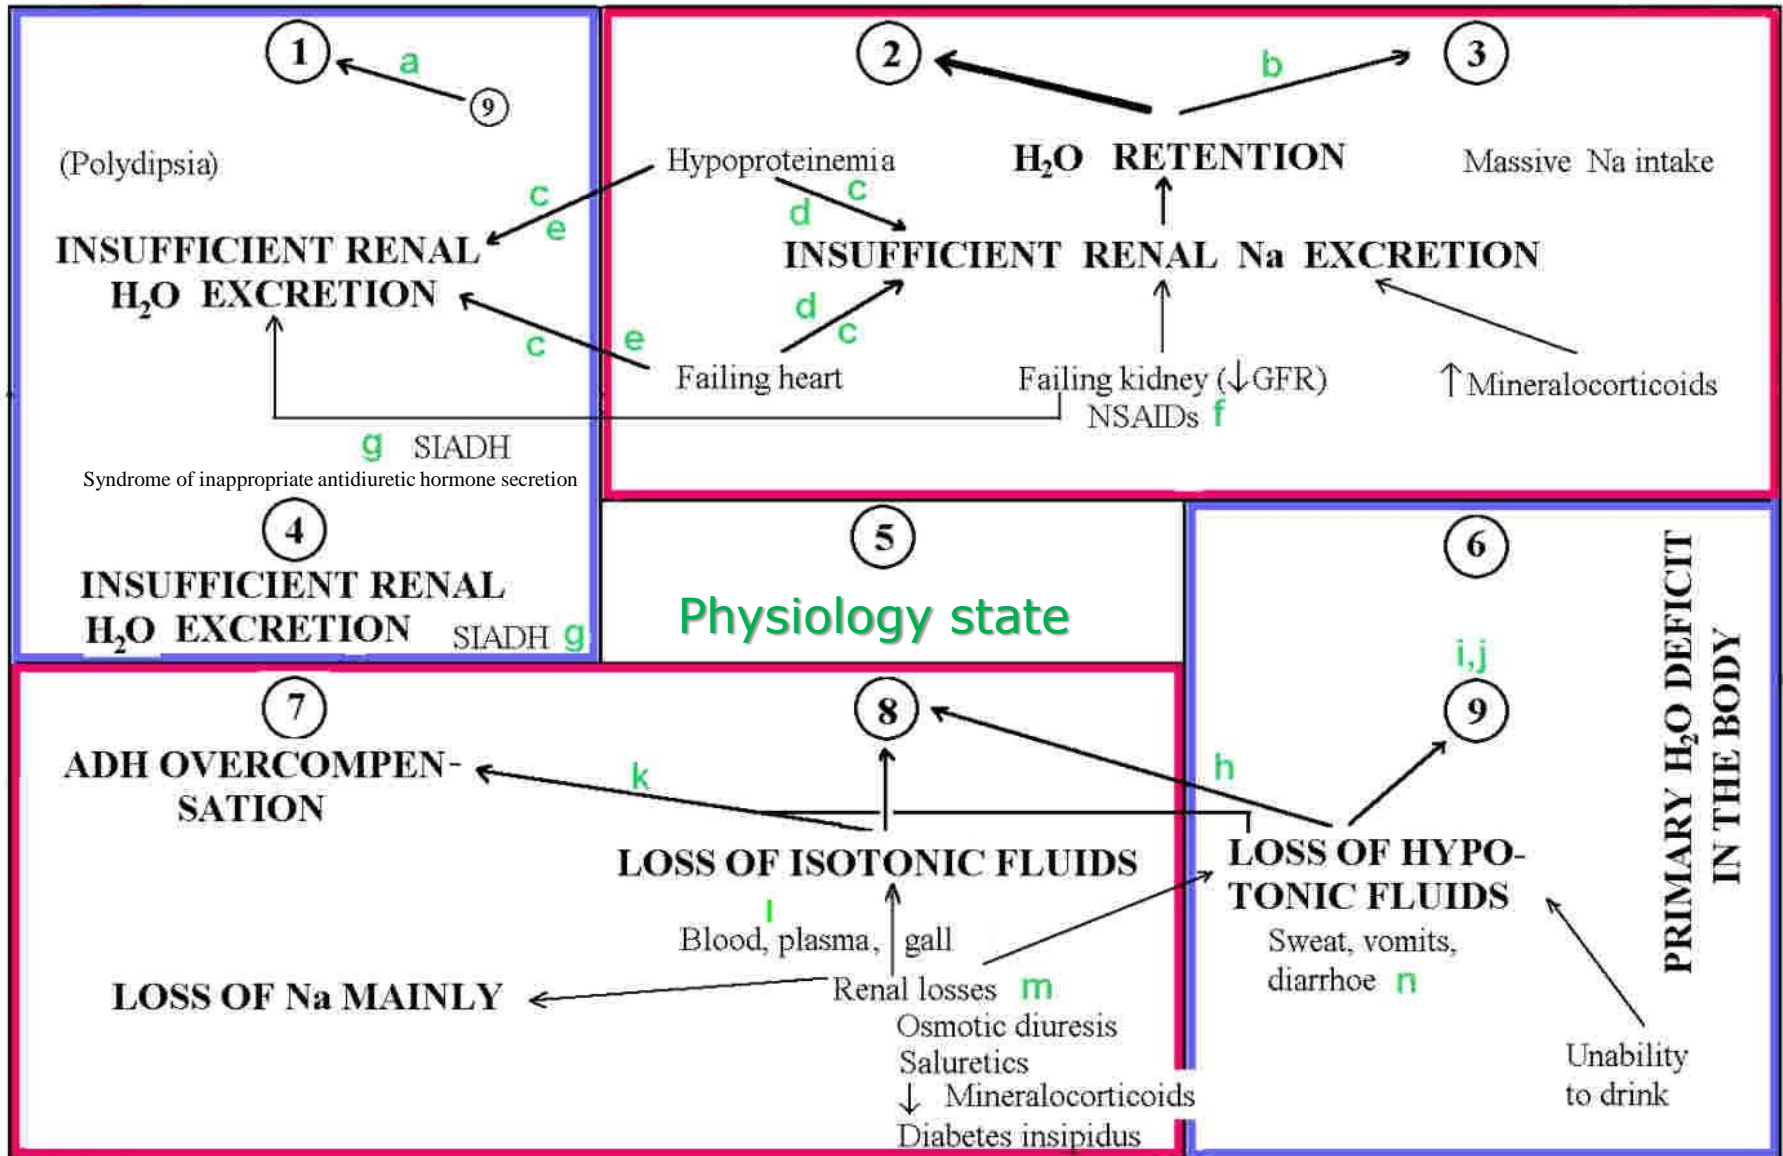 1
a
9
(Polydipsia)
c
e
INSUFFICIENT RENAL
H₂O EXCRETION
c
e
g SIADH
Syndrome of inappropriate antidiuretic hormone secretion
4
INSUFFICIENT RENAL
H₂O EXCRETION SIADH g
2
b
3
Hypoproteinemia
H₂O RETENTION
Massive Na intake
c
d
INSUFFICIENT RENAL Na EXCRETION
d
c
Failing heart
Failing kidney (↓GFR)
NSAIDs f
↑ Mineralocorticoids
5
Physiology state
6
i,j
9
PRIMARY H₂O DEFICIT
IN THE BODY
h
LOSS OF HYPO-
TONIC FLUIDS
Sweat, vomits,
diarrhoe n
Unability
to drink
7
ADH OVERCOMPEN-
SATION
k
8
LOSS OF ISOTONIC FLUIDS
l
Blood, plasma, gall
LOSS OF Na MAINLY
Renal losses m
Osmotic diuresis
Saluretics
↓ Mineralocorticoids
Diabetes insipidus